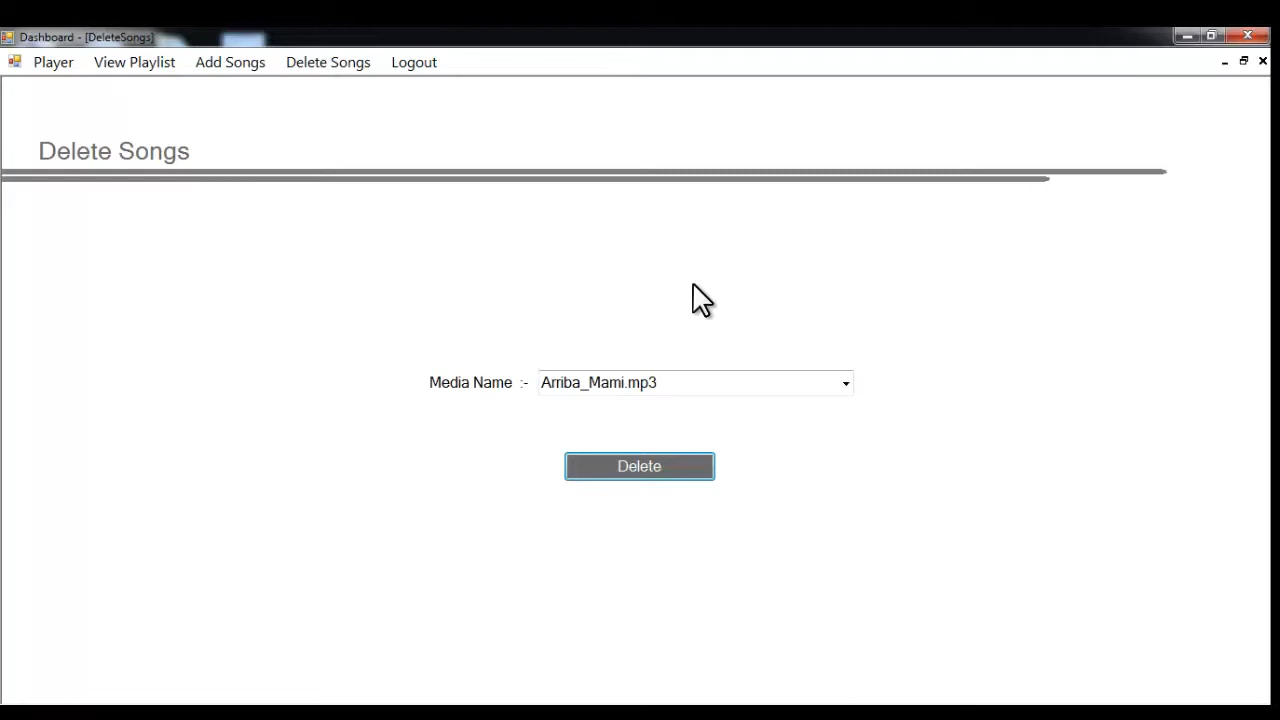 Dashboard - [DeleteSongs]
Player View Playlist Add Songs Delete Songs Logout
Delete Songs
Media Name :- Arriba_Mami.mp3
Delete